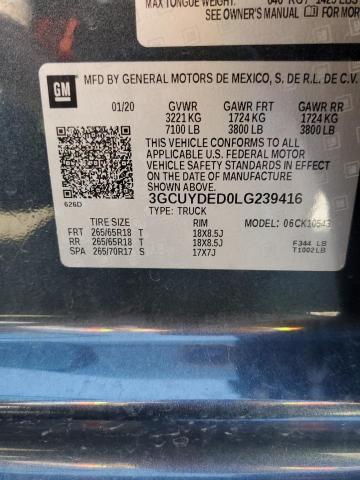 MAX TONGUE WEIGHT:
SEE OWNER'S MANUAL FOR MOR
GM
MFD BY GENERAL MOTORS DE MEXICO, S. DE R.L. DE C.V.
01/20 GVWR GAWR FRT GAWR RR
3221 KG 1724 KG 1724 KG
7100 LB 3800 LB 3800 LB
THIS VEHICLE CONFORMS TO ALL
APPLICABLE U.S. FEDERAL MOTOR
VEHICLE SAFETY STANDARDS IN
EFFECT ON THE DATE OF
MANUFACTURE SHOWN ABOVE.
626D 3GCUYDED0LG239416
TYPE: TRUCK
TIRE SIZE RIM 06CK10543
FRT 265/65R18 T 18X8.5J F344 LB
RR 265/65R18 T 18X8.5J T1002LB
SPA 265/70R17 S 17X7J